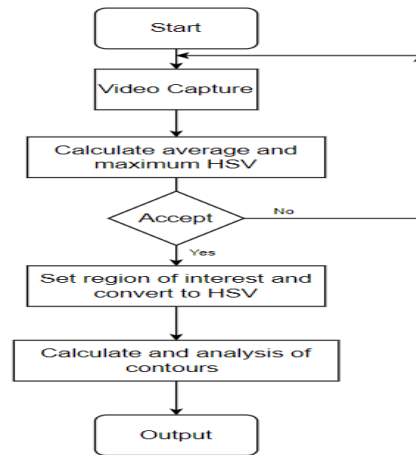 Start
Video Capture
Calculate average and
maximum HSV
Accept
No
Yes
Set region of interest and
convert to HSV
Calculate and analysis of
contours
Output